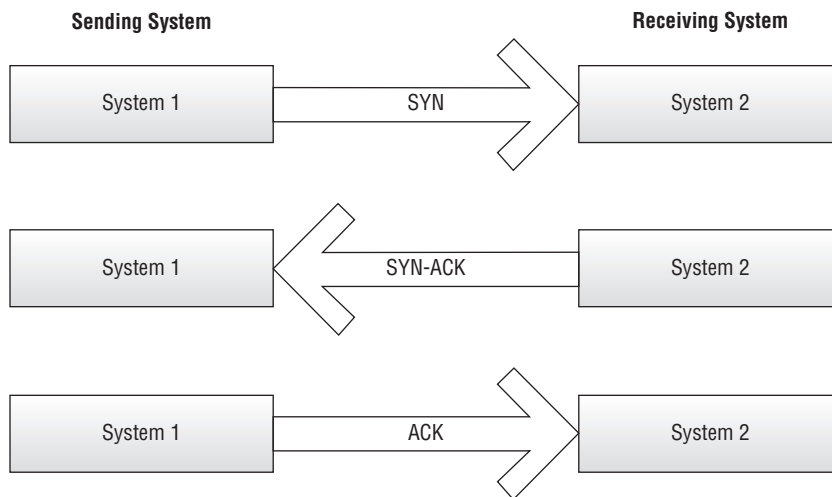 Sending System
Receiving System
System 1
SYN
System 2
System 1
SYN-ACK
System 2
System 1
ACK
System 2